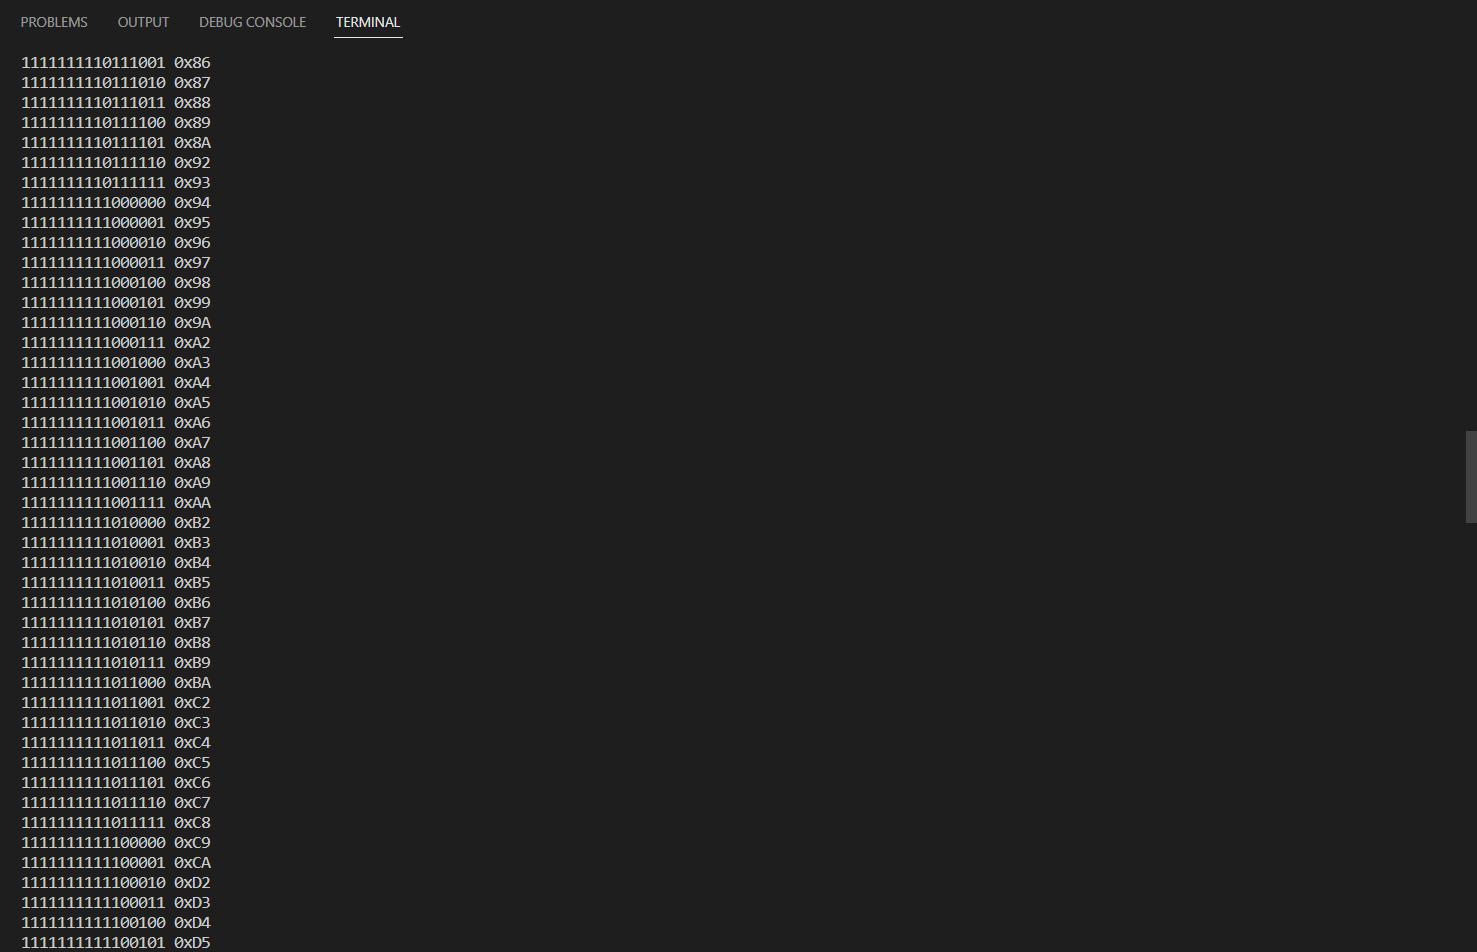 PROBLEMS OUTPUT DEBUG CONSOLE TERMINAL
1111111110111001 0x86
1111111110111010 0x87
1111111110111011 0x88
1111111110111100 0x89
1111111110111101 0x8A
1111111110111110 0x92
1111111110111111 0x93
1111111111000000 0x94
1111111111000001 0x95
1111111111000010 0x96
1111111111000011 0x97
1111111111000100 0x98
1111111111000101 0x99
1111111111000110 0x9A
1111111111000111 0xA2
1111111111001000 0xA3
1111111111001001 0xA4
1111111111001010 0xA5
1111111111001011 0xA6
1111111111001100 0xA7
1111111111001101 0xA8
1111111111001110 0xA9
1111111111001111 0xAA
1111111111010000 0xB2
1111111111010001 0xB3
1111111111010010 0xB4
1111111111010011 0xB5
1111111111010100 0xB6
1111111111010101 0xB7
1111111111010110 0xB8
1111111111010111 0xB9
1111111111011000 0xBA
1111111111011001 0xC2
1111111111011010 0xC3
1111111111011011 0xC4
1111111111011100 0xC5
1111111111011101 0xC6
1111111111011110 0xC7
1111111111011111 0xC8
1111111111100000 0xC9
1111111111100001 0xCA
1111111111100010 0xD2
1111111111100011 0xD3
1111111111100100 0xD4
1111111111100101 0xD5